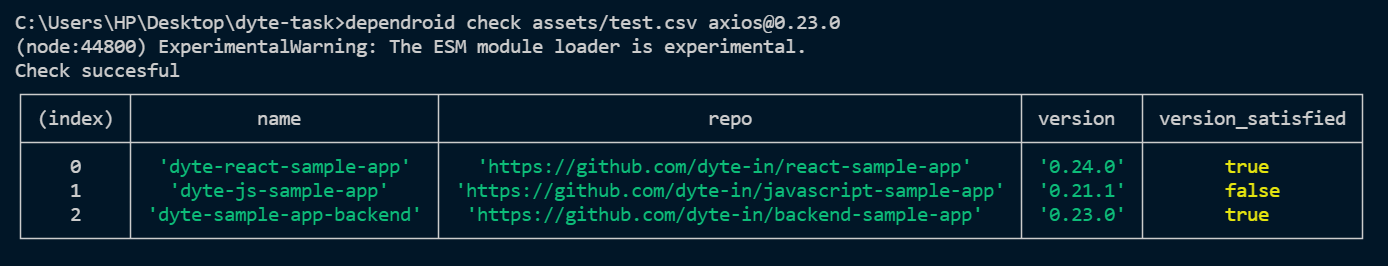 C:\Users\HP\Desktop\dyte-task>dependroid check assets/test.csv axios@0.23.0
(node:44800) ExperimentalWarning: The ESM module loader is experimental.
Check succesful
(index) name repo version version_satisfied
0 'dyte-react-sample-app' 'https://github.com/dyte-in/react-sample-app' '0.24.0' true
1 'dyte-js-sample-app' 'https://github.com/dyte-in/javascript-sample-app' '0.21.1' false
2 'dyte-sample-app-backend' 'https://github.com/dyte-in/backend-sample-app' '0.23.0' true